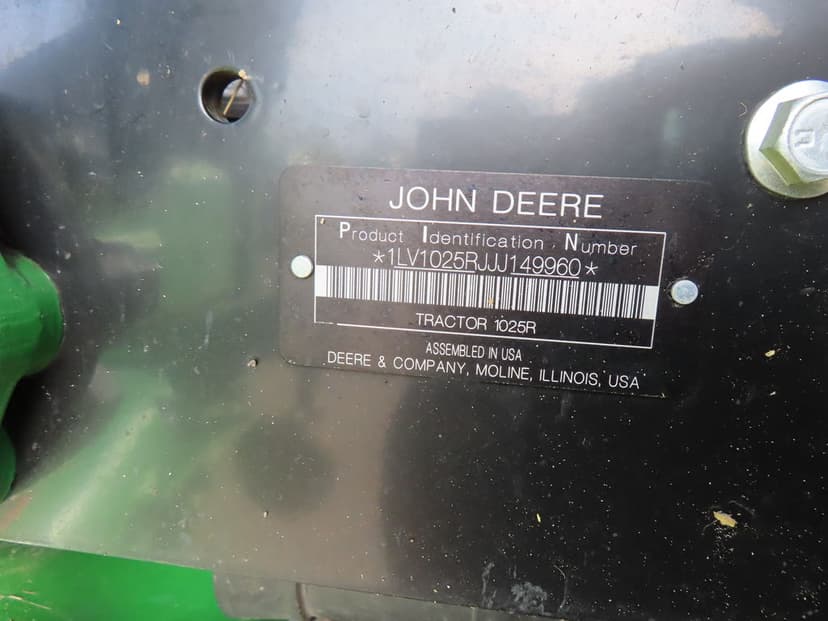 JOHN DEERE
Product Identification Number
*1LV1025RJJJ149960*
TRACTOR 1025R
ASSEMBLED IN USA
DEERE & COMPANY, MOLINE, ILLINOIS, USA